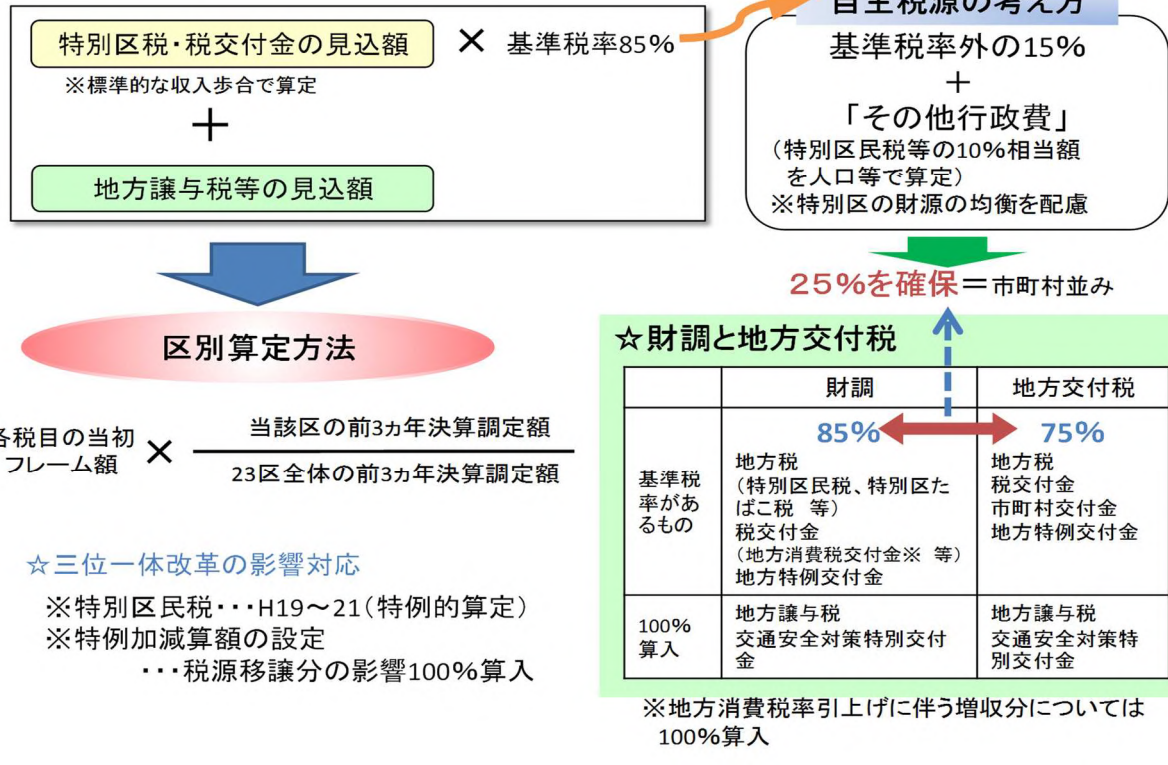 特別区税・税交付金の見込額 × 基準税率85%
※標準的な収入歩合で算定
＋
地方譲与税等の見込額
自主税源の考え方
基準税率外の15%
＋
「その他行政費」
(特別区民税等の10%相当額
を人口等で算定)
※特別区の財源の均衡を配慮
25%を確保＝市町村並み
区別算定方法
各税目の当初
フレーム額
×
当該区の前3ヵ年決算調定額
23区全体の前3ヵ年決算調定額
☆三位一体改革の影響対応
※特別区民税・・・H19～21(特例的算定)
※特例加減算額の設定
・・・税源移譲分の影響100%算入
☆財調と地方交付税
財調
地方交付税
基準税
率があ
るもの
85%
地方税
(特別区民税、特別区た
ばこ税 等)
税交付金
(地方消費税交付金※ 等)
地方特例交付金
75%
地方税
税交付金
市町村交付金
地方特例交付金
100%
算入
地方譲与税
交通安全対策特別交付
金
地方譲与税
交通安全対策特
別交付金
※地方消費税率引上げに伴う増収分については
100%算入